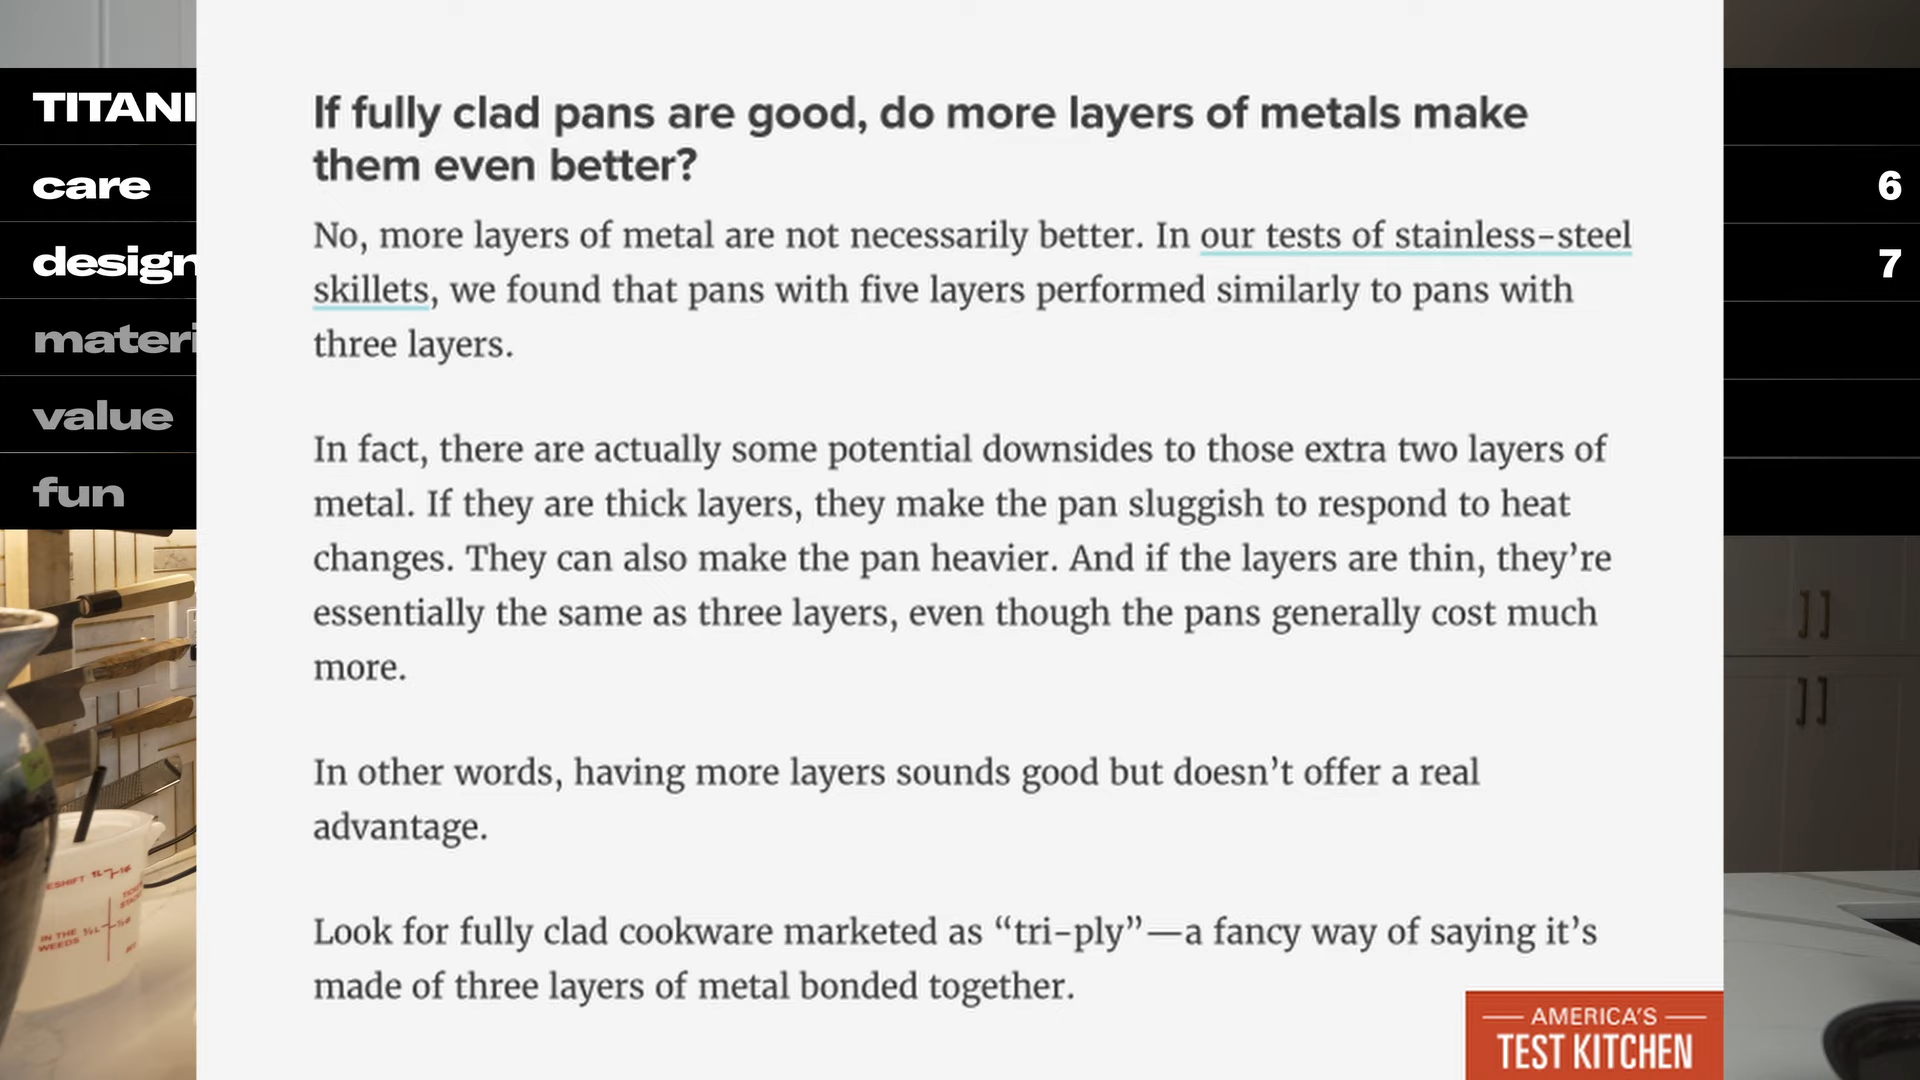 If fully clad pans are good, do more layers of metals make
them even better?
No, more layers of metal are not necessarily better. In our tests of stainless-steel
skillets, we found that pans with five layers performed similarly to pans with
three layers.
In fact, there are actually some potential downsides to those extra two layers of
metal. If they are thick layers, they make the pan sluggish to respond to heat
changes. They can also make the pan heavier. And if the layers are thin, they’re
essentially the same as three layers, even though the pans generally cost much
more.
In other words, having more layers sounds good but doesn’t offer a real
advantage.
Look for fully clad cookware marketed as “tri-ply”—a fancy way of saying it’s
made of three layers of metal bonded together.
AMERICA'S
TEST KITCHEN
TITANI
care 6
design 7
materi
value
fun
IN THE
WEEDS